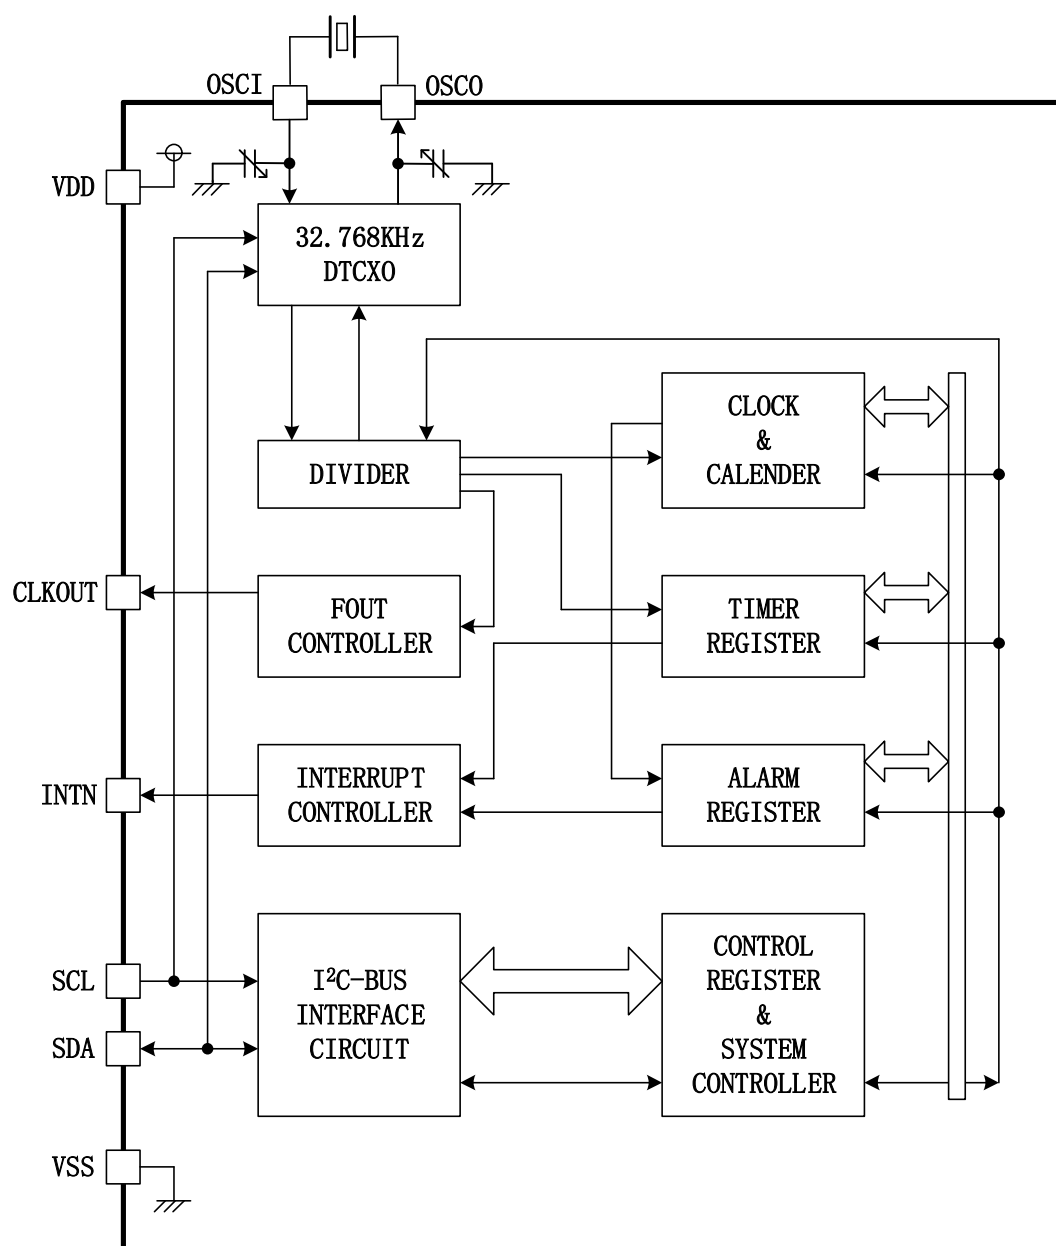 OSCI
OSCO
VDD
32.768KHz
DTCXO
CLOCK
&
CALENDER
DIVIDER
CLKOUT
FOUT
CONTROLLER
TIMER
REGISTER
INTN
INTERRUPT
CONTROLLER
ALARM
REGISTER
SCL
SDA
I²C-BUS
INTERFACE
CIRCUIT
CONTROL
REGISTER
&
SYSTEM
CONTROLLER
VSS